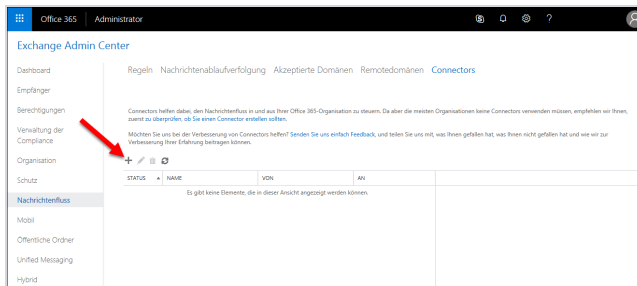 Office 365 Administrator
Exchange Admin Center
Dashboard
Empfänger
Berechtigungen
Verwaltung der
Compliance
Organisation
Schutz
Nachrichtenfluss
Mobil
Öffentliche Ordner
Unified Messaging
Hybrid
Regeln Nachrichtenablaufverfolgung Akzeptierte Domänen Remotedomänen Connectors
Connectors helfen dabei, den Nachrichtenfluss in und aus Ihrer Office 365-Organisation zu steuern. Da aber die meisten Organisationen keine Connectors verwenden müssen, empfehlen wir Ihnen,
zuerst zu überprüfen, ob Sie einen Connector erstellen sollten.
Möchten Sie uns bei der Verbesserung von Connectors helfen? Senden Sie uns einfach Feedback, und teilen Sie uns mit, was Ihnen gefallen hat, was Ihnen nicht gefallen hat und wie wir zur
Verbesserung Ihrer Erfahrung beitragen können.
STATUS NAME VON AN
Es gibt keine Elemente, die in dieser Ansicht angezeigt werden können.